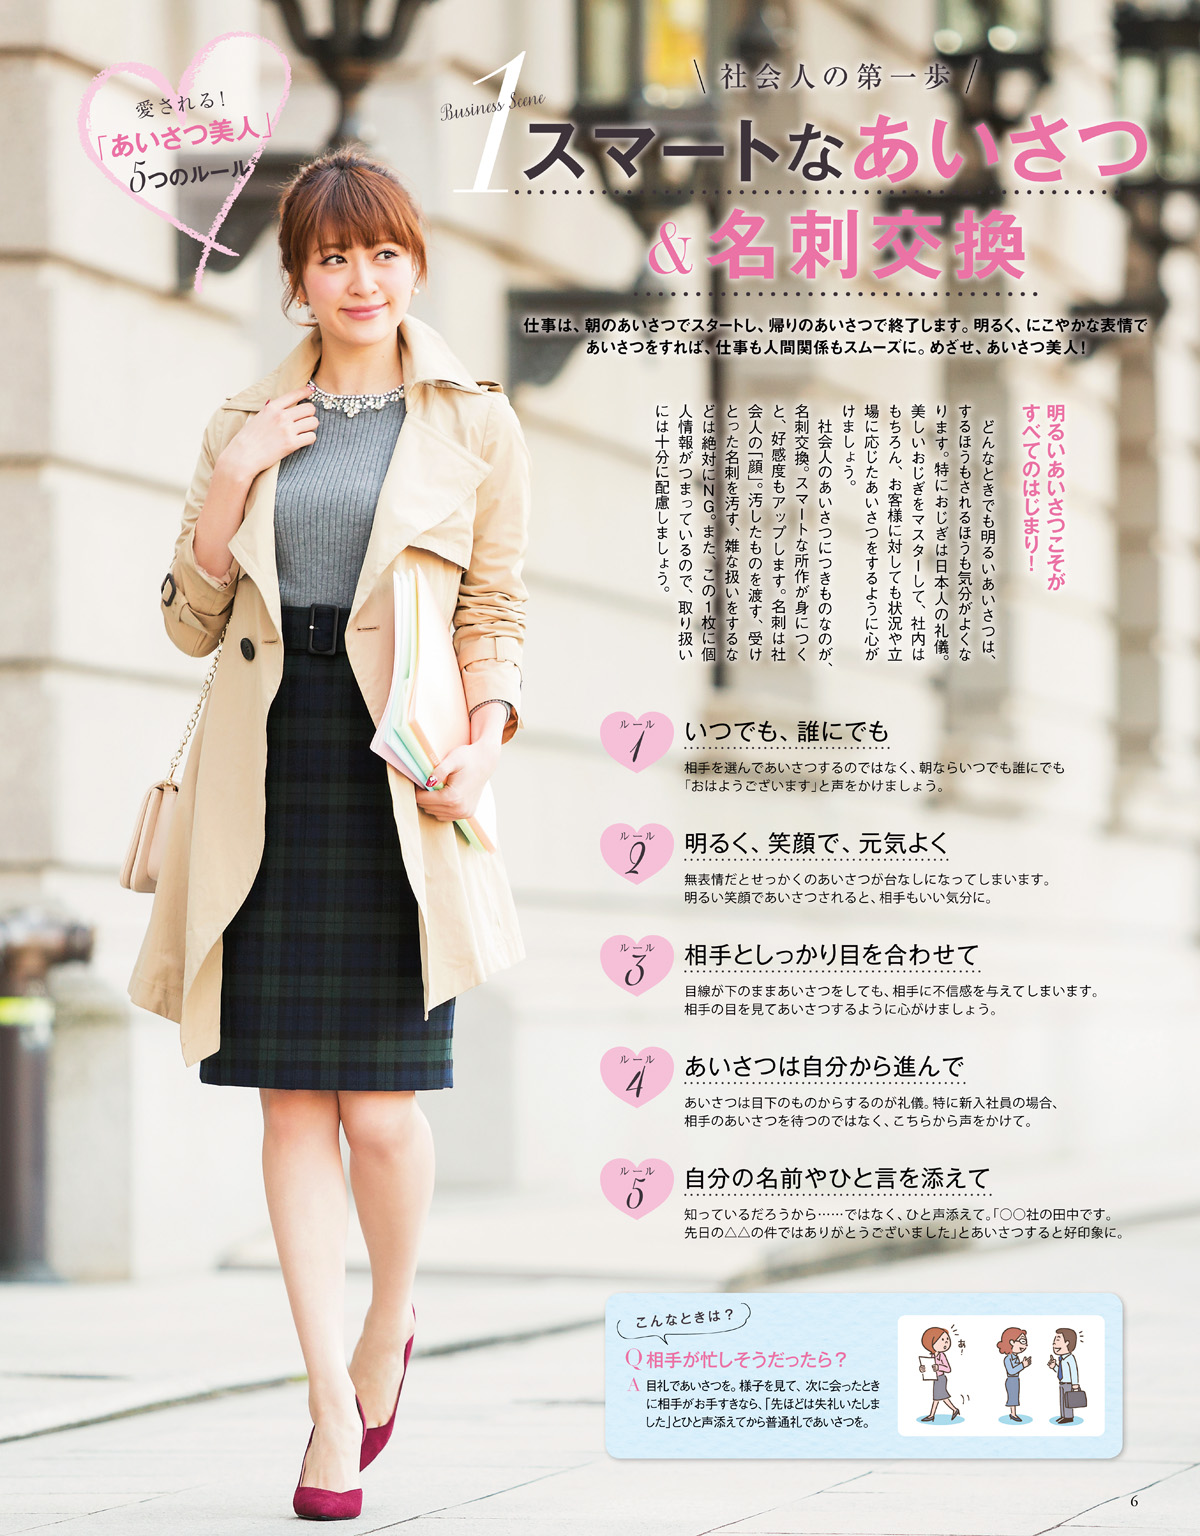 愛される!
「あいさつ美人」
5つのルール
Business Scene
1
社会人の第一歩
スマートなあいさつ
&名刺交換
仕事は、朝のあいさつでスタートし、帰りのあいさつで終了します。明るく、にこやかな表情で
あいさつをすれば、仕事も人間関係もスムーズに。めざせ、あいさつ美人!
明るいあいさつこそが
すべてのはじまり!
どんなときでも明るいあいさつは、
するほうもされるほうも気分がよくな
ります。特におじぎは日本人の礼儀。
美しいおじぎをマスターして、社内は
もちろん、お客様に対しても状況や立
場に応じたあいさつをするように心が
けましょう。
社会人のあいさつにつきものなのが、
名刺交換。スマートな所作が身につく
と、好感度もアップします。名刺は社
会人の「顔」。汚したものを渡す、受け
とった名刺を汚す、雑な扱いをするな
どは絶対にNG。また、この1枚に個
人情報がつまっているので、取り扱い
には十分に配慮しましょう。
ルール
1
いつでも、誰にでも
相手を選んであいさつするのではなく、朝ならいつでも誰にでも
「おはようございます」と声をかけましょう。
ルール
2
明るく、笑顔で、元気よく
無表情だとせっかくのあいさつが台なしになってしまいます。
明るい笑顔であいさつされると、相手もいい気分に。
ルール
3
相手としっかり目を合わせて
目線が下のままあいさつをしても、相手に不信感を与えてしまいます。
相手の目を見てあいさつするように心がけましょう。
ルール
4
あいさつは自分から進んで
あいさつは目下のものからするのが礼儀。特に新入社員の場合、
相手のあいさつを待つのではなく、こちらから声をかけて。
ルール
5
自分の名前やひと言を添えて
知っているだろうから……ではなく、ひと声添えて。「○○社の田中です。
先日の△△の件ではありがとうございました」とあいさつすると好印象に。
こんなときは?
Q 相手が忙しそうだったら?
A 目礼であいさつを。様子を見て、次に会ったとき
に相手がお手すきなら、「先ほどは失礼いたしま
した」とひと声添えてから普通礼であいさつを。
あ!
6